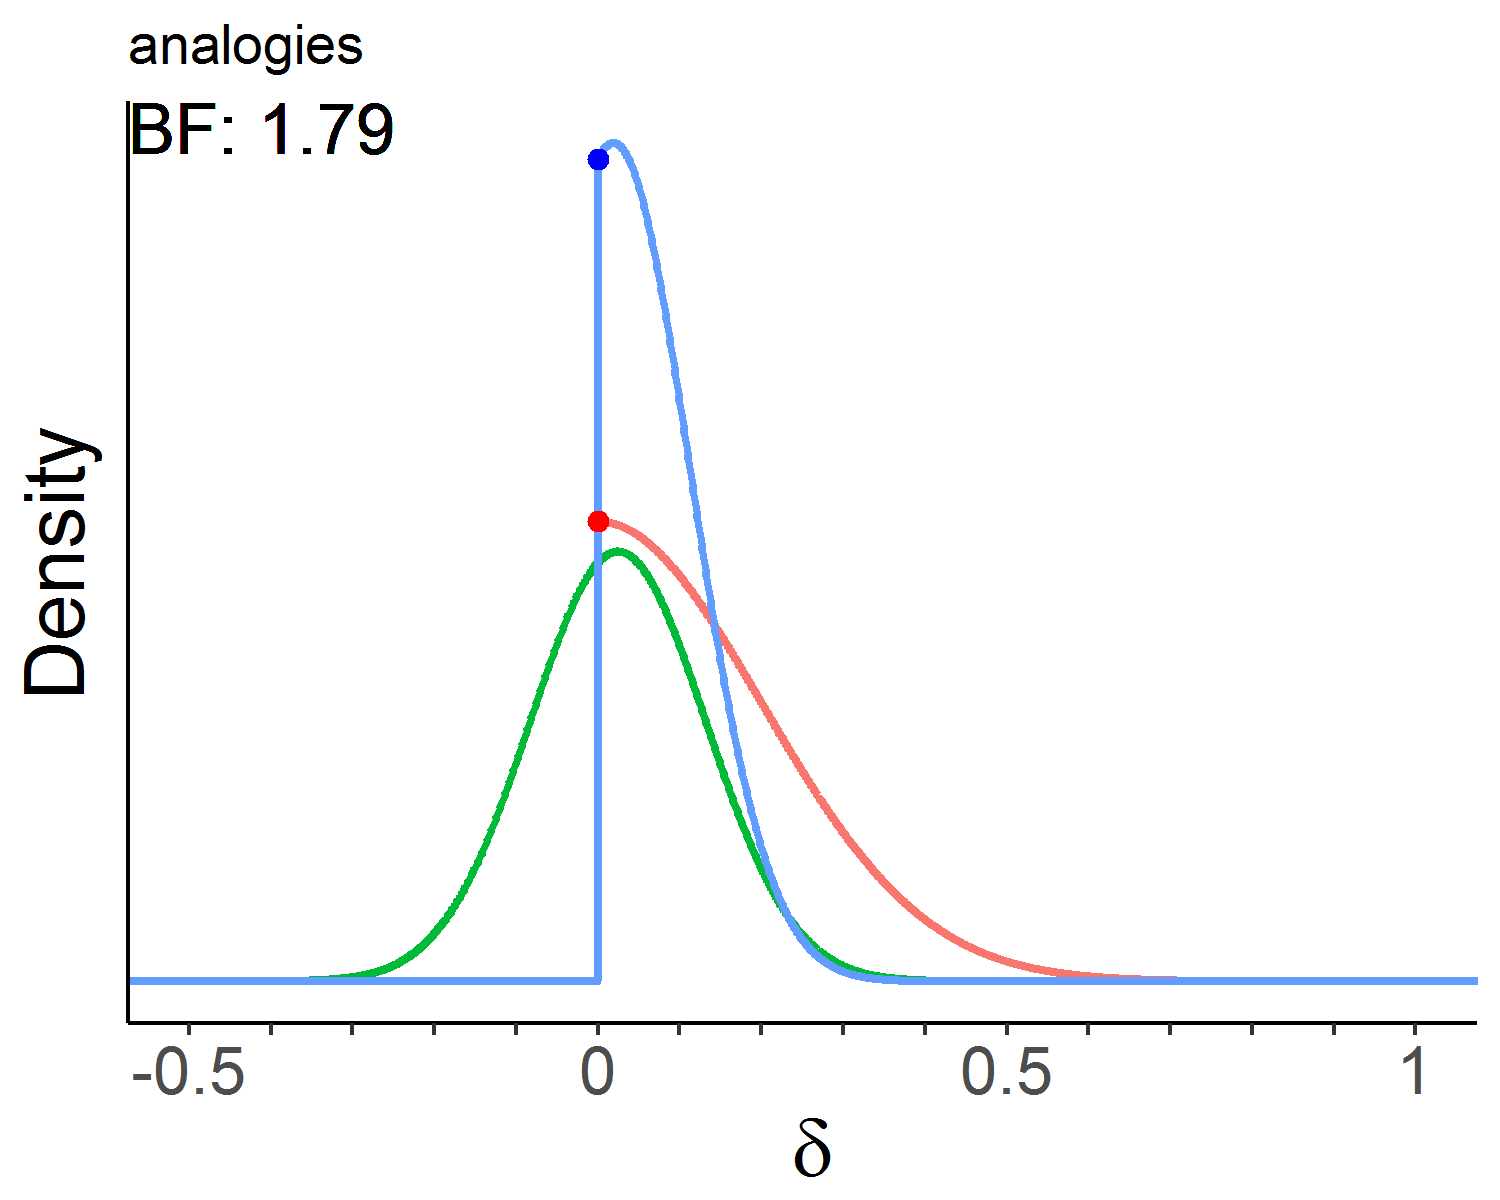 analogies
BF: 1.79
Density
-0.5 0 0.5 1
δ